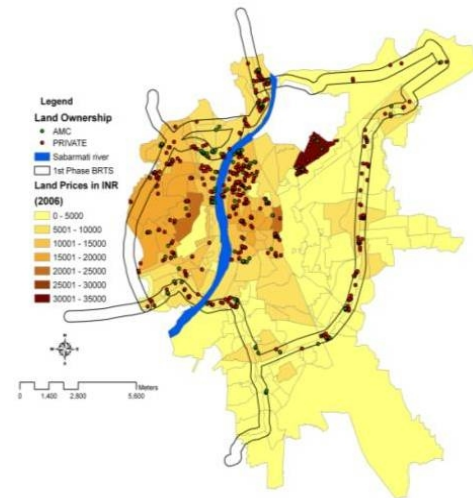 Legend
Land Ownership
AMC
PRIVATE
Sabarmati river
1st Phase BRTS
Land Prices in INR
(2006)
0 - 5000
5001 - 10000
10001 - 15000
15001 - 20000
20001 - 25000
25001 - 30000
30001 - 35000
Meters
0 1,400 2,800 5,600